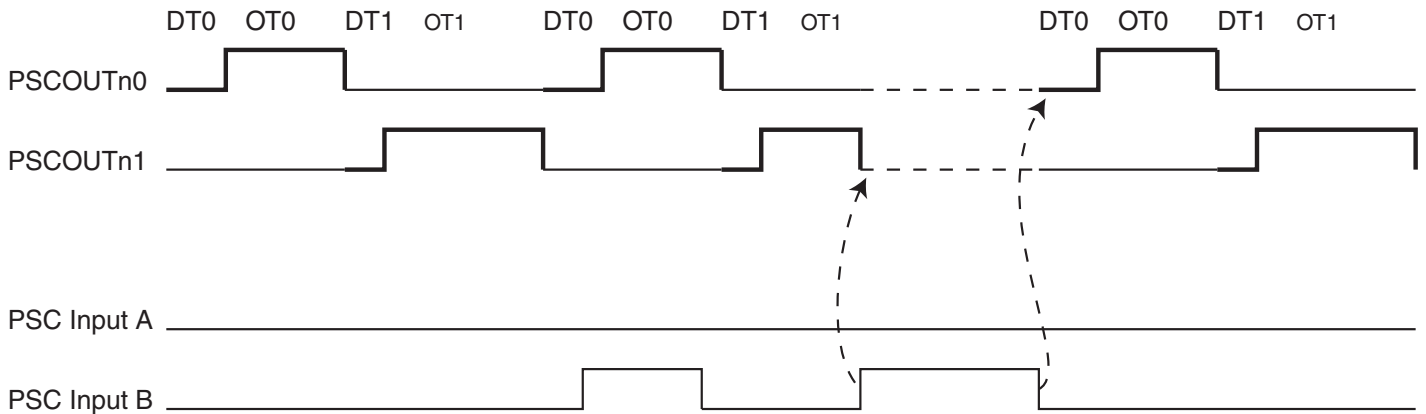 DT0 OT0 DT1 OT1 DT0 OT0 DT1 OT1 DT0 OT0 DT1 OT1
PSCOUTn0
PSCOUTn1
PSC Input A
PSC Input B